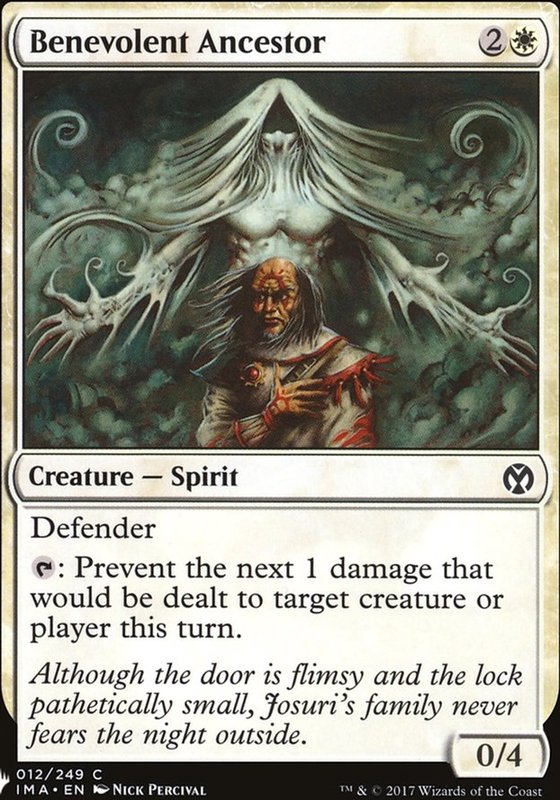 Benevolent Ancestor 2
Creature — Spirit
Defender
: Prevent the next 1 damage that
would be dealt to target creature or
player this turn.
Although the door is flimsy and the lock
pathetically small, Josuri's family never
fears the night outside.
0/4
012/249 C
IMA • EN Nick Percival
™ & © 2017 Wizards of the Coast